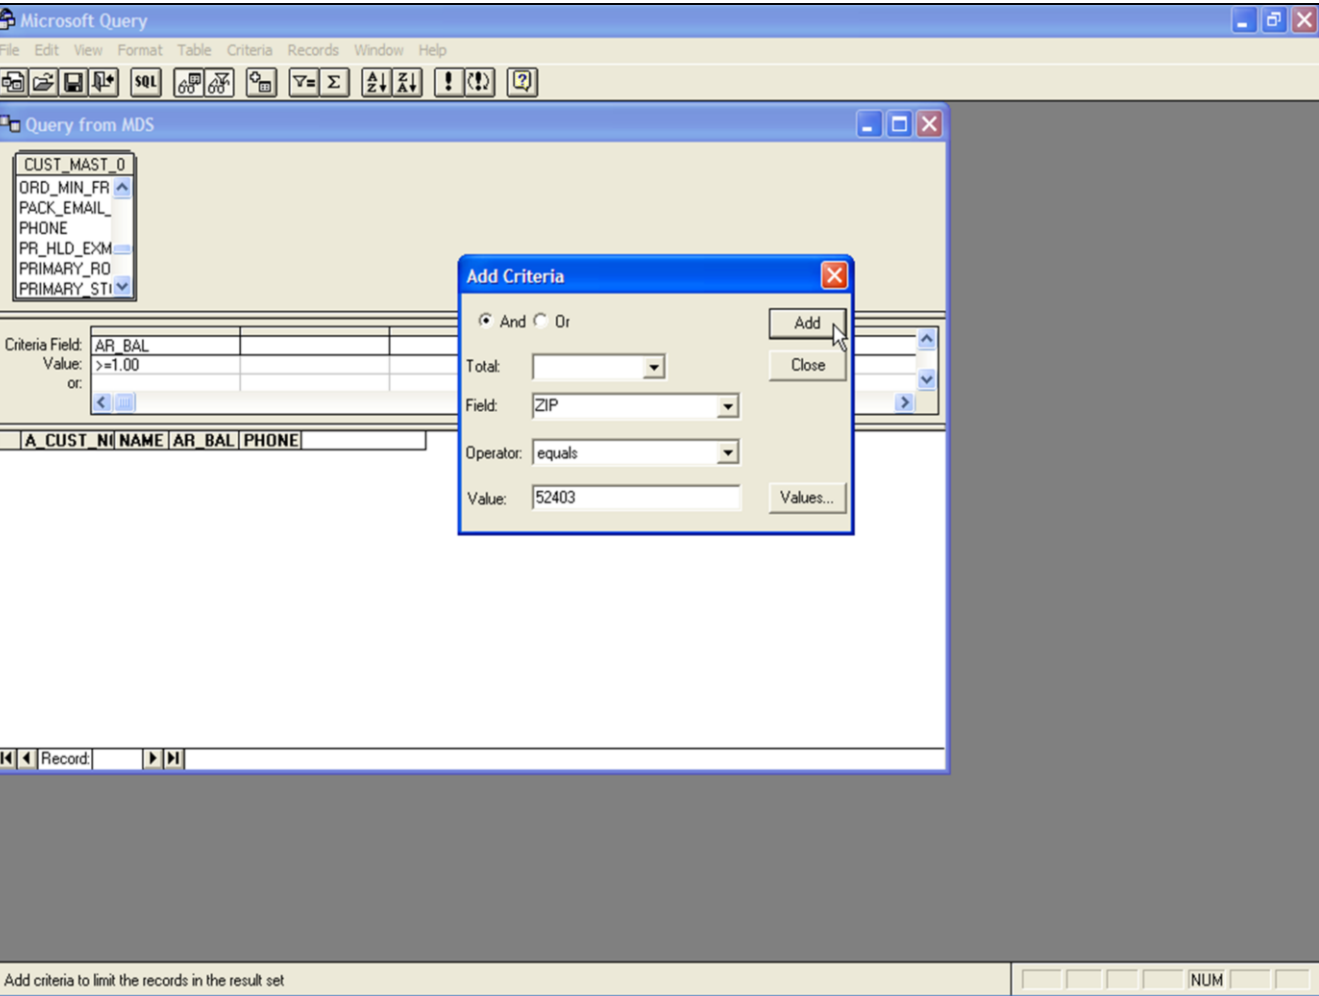 Microsoft Query
File Edit View Format Table Criteria Records Window Help
SQL
Query from MDS
CUST_MAST_0
ORD_MIN_FR
PACK_EMAIL_
PHONE
PR_HLD_EXM
PRIMARY_RO
PRIMARY_ST
Criteria Field: AR_BAL
Value: >=1.00
or:
A_CUST_N NAME AR_BAL PHONE
Add Criteria
And Or
Add
Total:
Close
Field: ZIP
Operator: equals
Value: 52403
Values...
Record:
Add criteria to limit the records in the result set
NUM